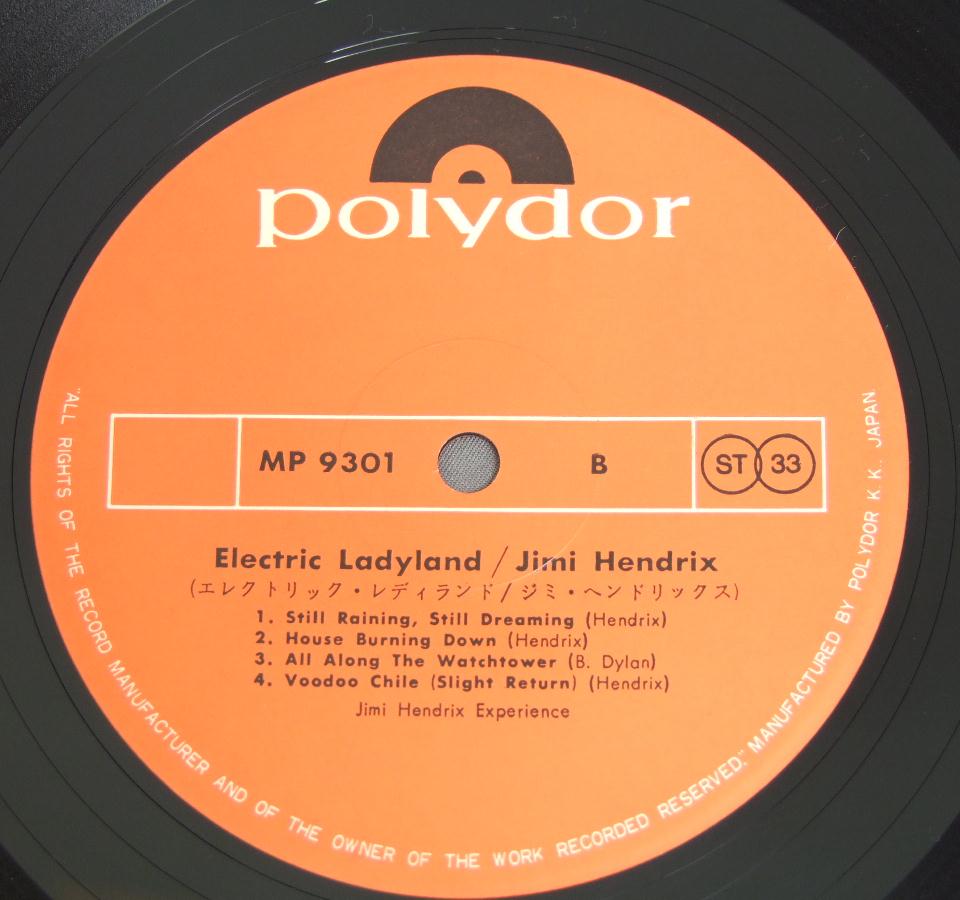 polydor
MP 9301
B
ST 33
Electric Ladyland / Jimi Hendrix
(エレクトリック・レディランド/ジミ・ヘンドリックス)
1. Still Raining, Still Dreaming (Hendrix)
2. House Burning Down (Hendrix)
3. All Along The Watchtower (B. Dylan)
4. Voodoo Chile (Slight Return) (Hendrix)
Jimi Hendrix Experience
"ALL RIGHTS OF THE RECORD MANUFACTURER AND OF THE OWNER OF THE WORK RECORDED RESERVED." MANUFACTURED BY POLYDOR K.K. JAPAN